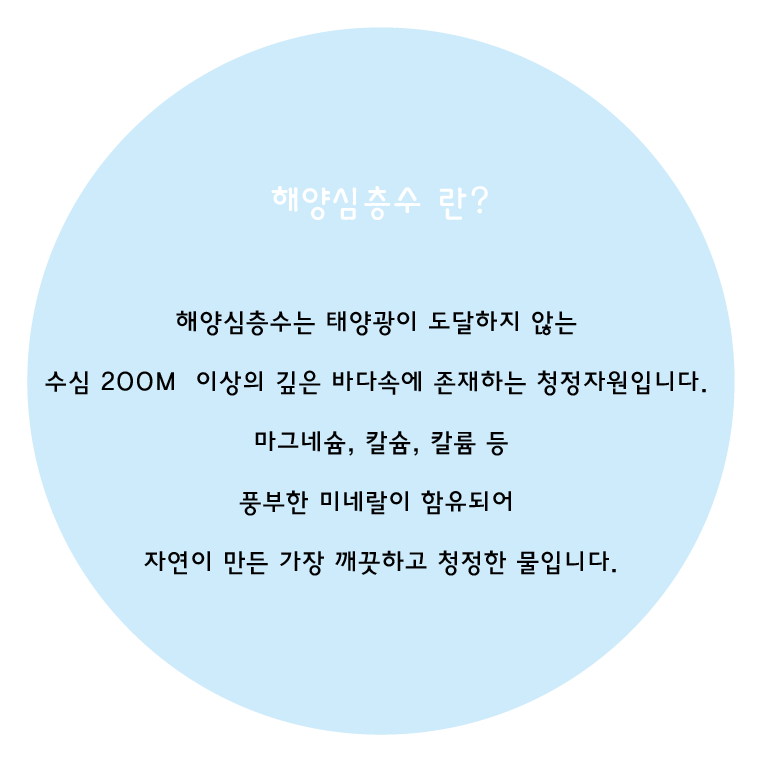 해양심층수 란?
해양심층수는 태양광이 도달하지 않는
수심 200M 이상의 깊은 바다속에 존재하는 청정자원입니다.
마그네슘, 칼슘, 칼륨 등
풍부한 미네랄이 함유되어
자연이 만든 가장 깨끗하고 청정한 물입니다.